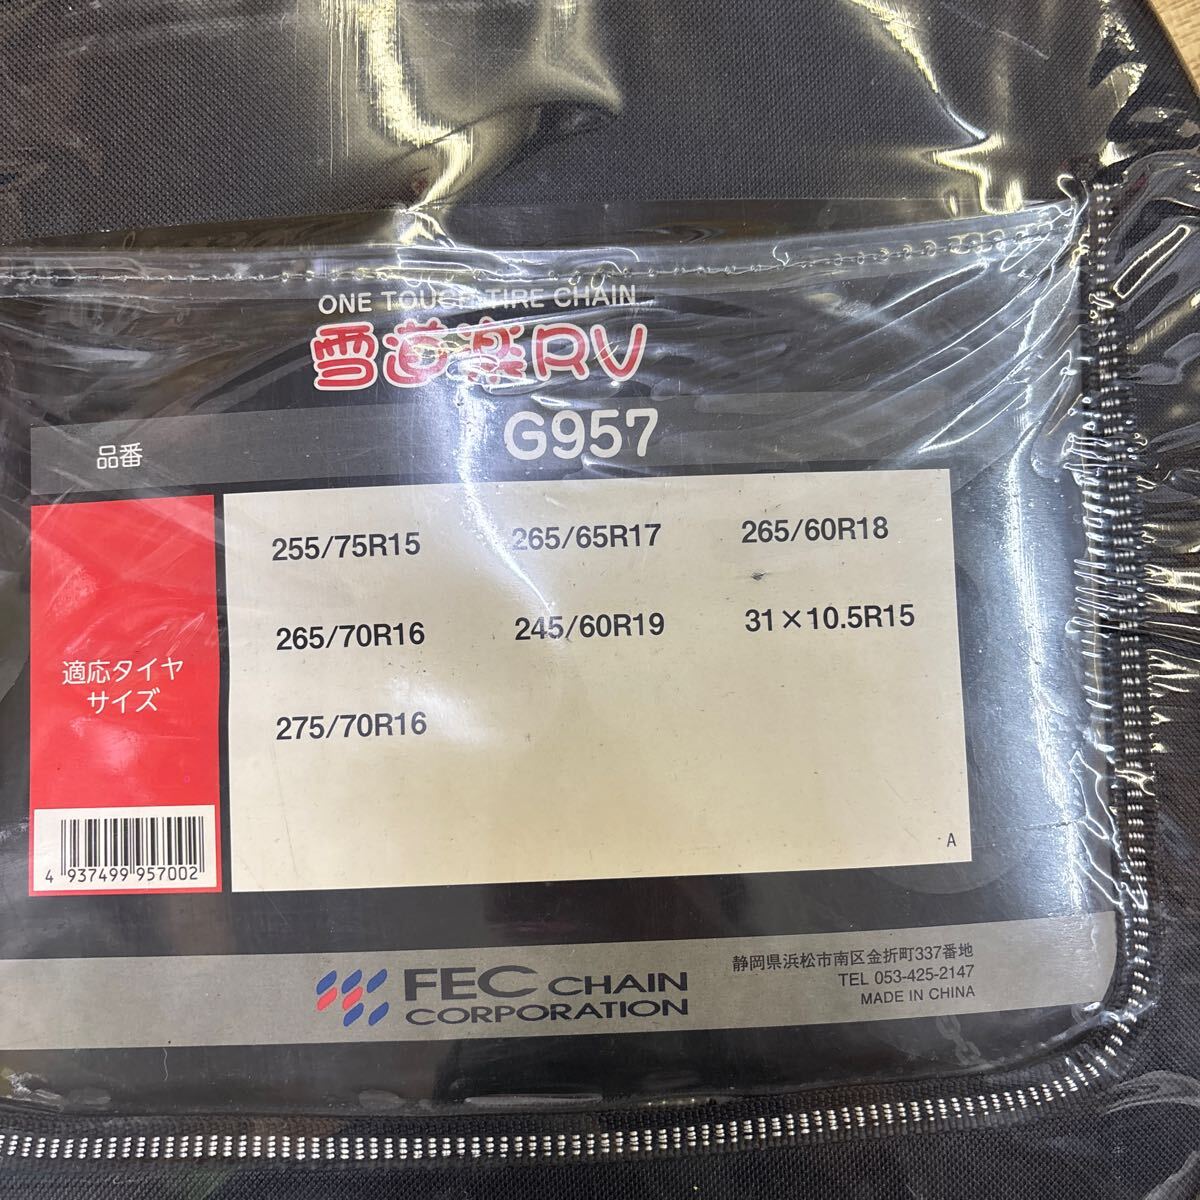 ONE TOUCH TIRE CHAIN
雪道楽RV
品番
G957
255/75R15 265/65R17 265/60R18
265/70R16 245/60R19 31×10.5R15
275/70R16
適応タイヤ
サイズ
A
4 937499 957002
FEC CHAIN
CORPORATION
静岡県浜松市南区金折町337番地
TEL 053-425-2147
MADE IN CHINA